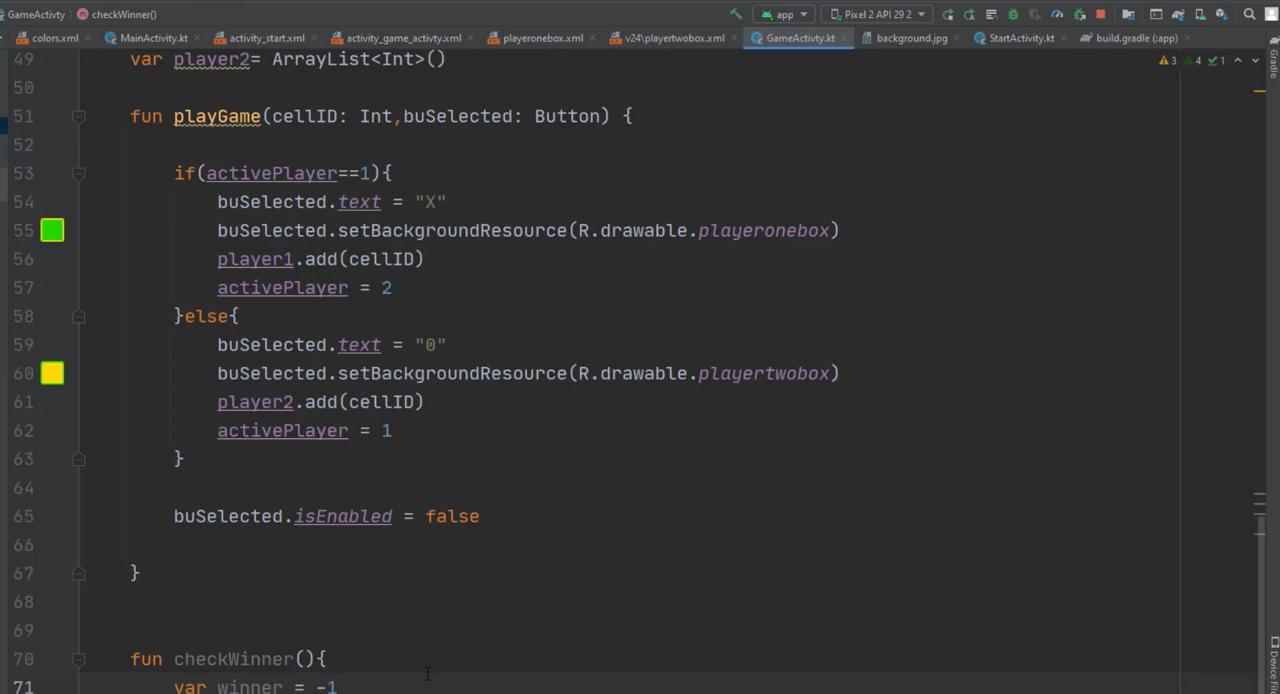 GameActivty checkWinner() app Pixel 2 API 29 2
colors.xml MainActivity.kt activity_start.xml activity_game_activty.xml playeronebox.xml v24\playertwobox.xml GameActivty.kt background.jpg StartActivity.kt build.gradle (:app)
49 var player2= ArrayList<Int>() 3 4 1
50
51 fun playGame(cellID: Int,buSelected: Button) {
52
53 if(activePlayer==1){
54 buSelected.text = "X"
55 buSelected.setBackgroundResource(R.drawable.playeronebox)
56 player1.add(cellID)
57 activePlayer = 2
58 }else{
59 buSelected.text = "0"
60 buSelected.setBackgroundResource(R.drawable.playertwobox)
61 player2.add(cellID)
62 activePlayer = 1
63 }
64
65 buSelected.isEnabled = false
66
67 }
68
69
70 fun checkWinner(){
71 var winner = -1
Gradle